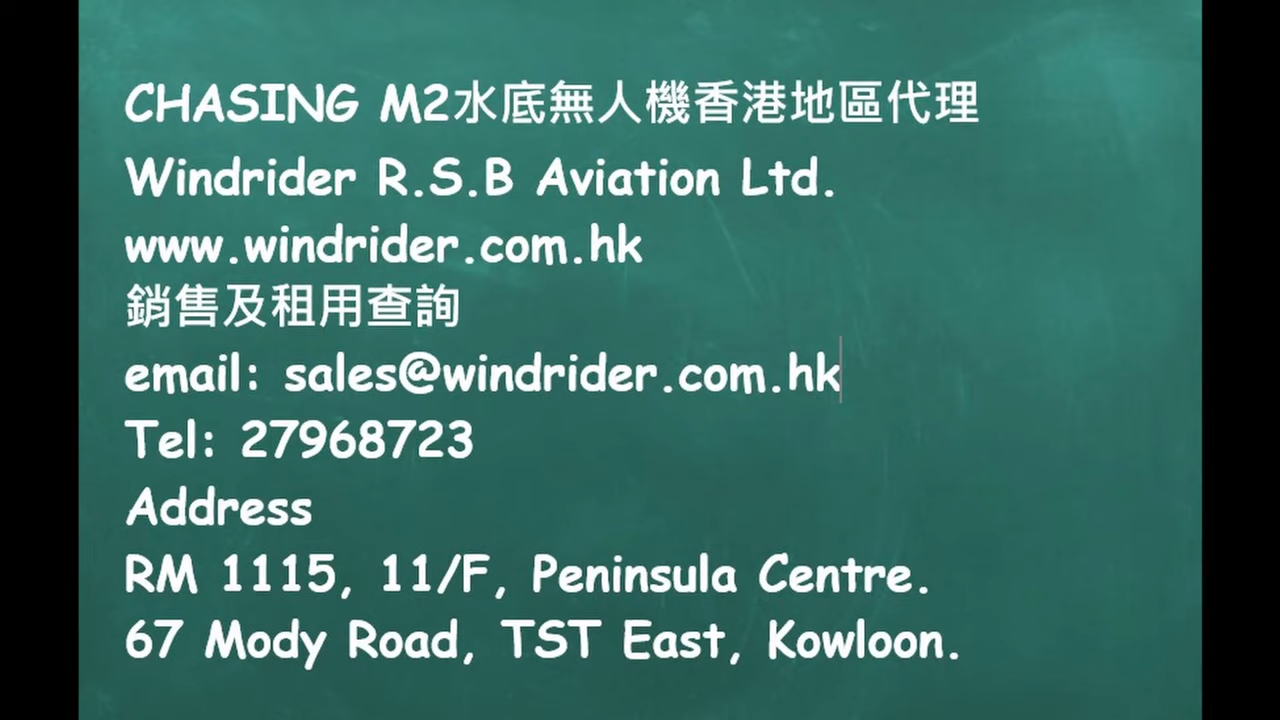 CHASING M2水底無人機香港地區代理
Windrider R.S.B Aviation Ltd.
www.windrider.com.hk
銷售及租用查詢
email: sales@windrider.com.hk
Tel: 27968723
Address
RM 1115, 11/F, Peninsula Centre.
67 Mody Road, TST East, Kowloon.